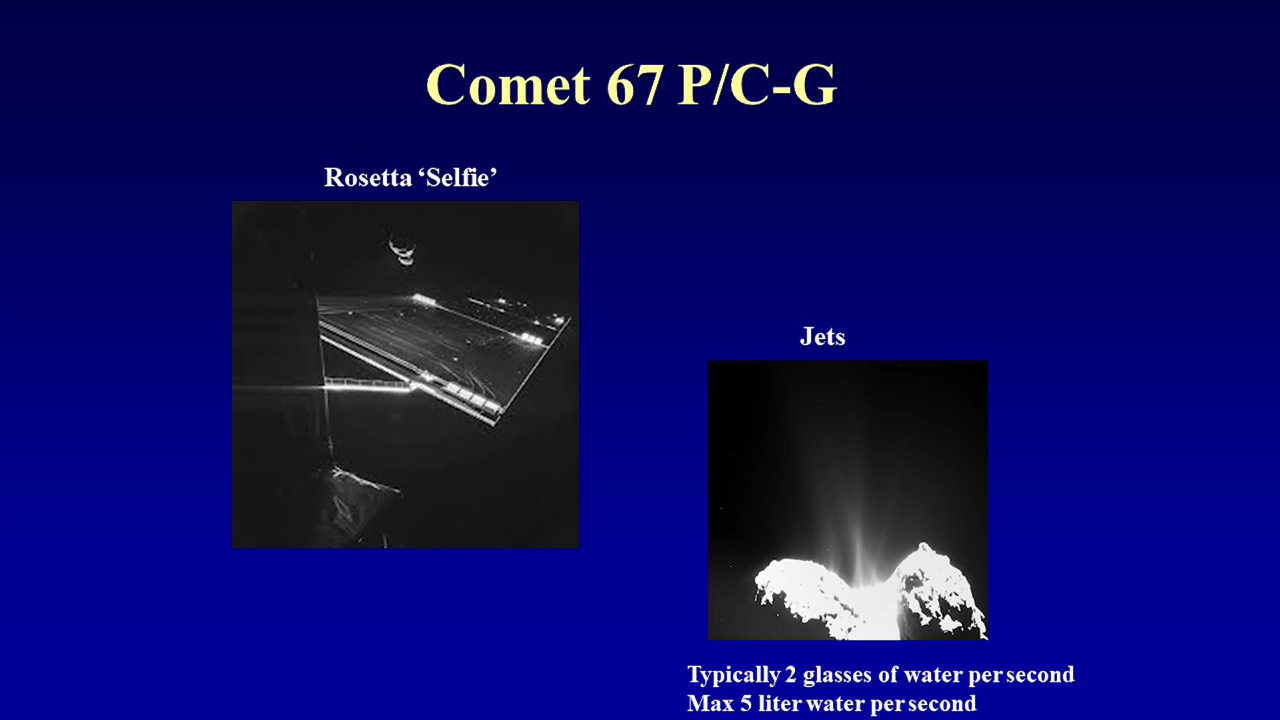 Comet 67 P/C-G
Rosetta ‘Selfie’
Jets
Typically 2 glasses of water per second
Max 5 liter water per second